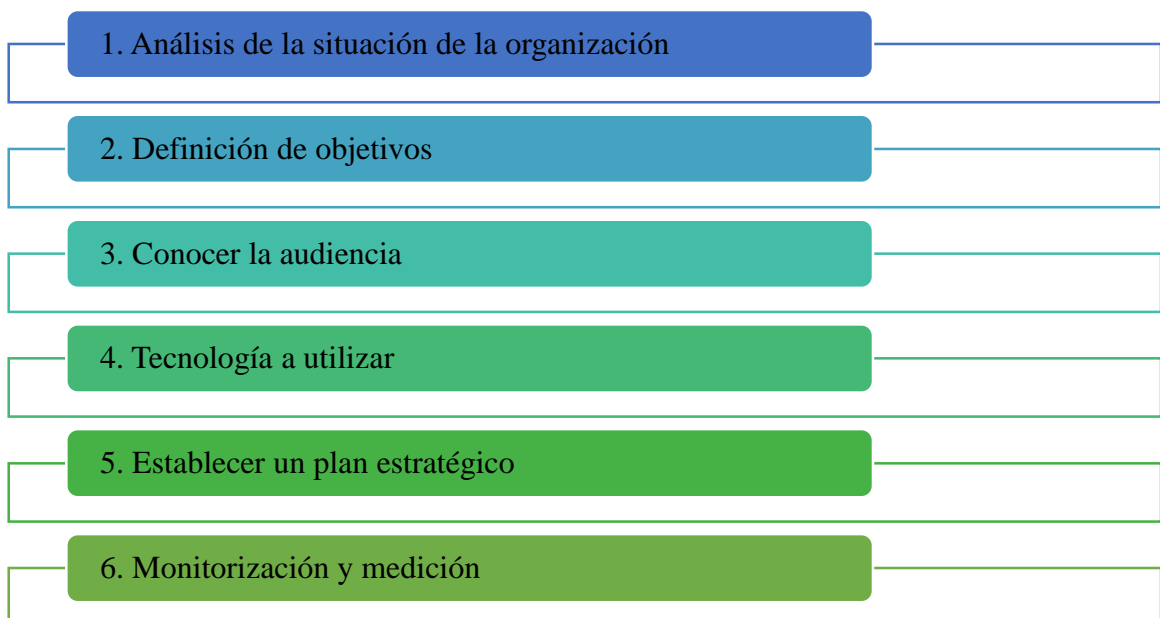 1. Análisis de la situación de la organización
2. Definición de objetivos
3. Conocer la audiencia
4. Tecnología a utilizar
5. Establecer un plan estratégico
6. Monitorización y medición